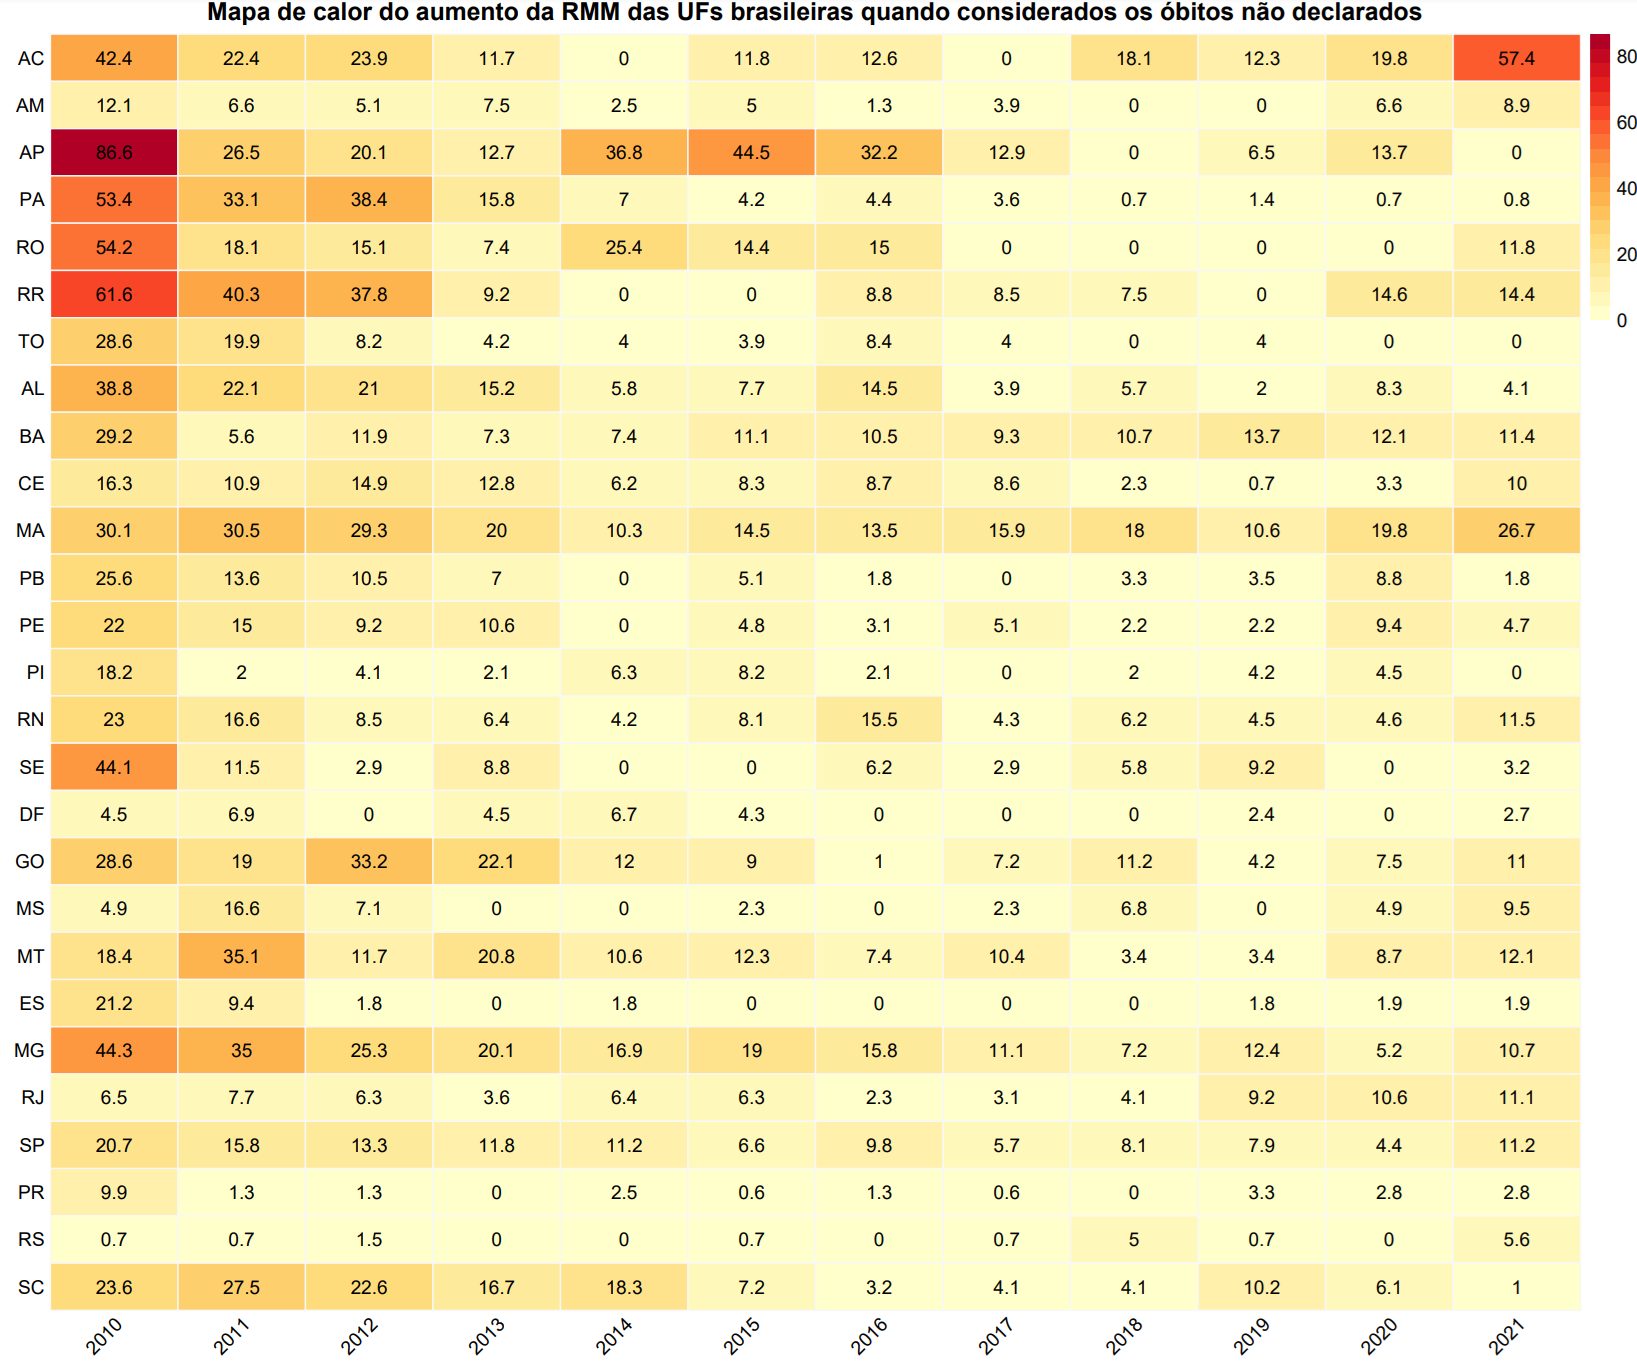 Mapa de calor do aumento da RMM das UFs brasileiras quando considerados os óbitos não declarados
AC 42.4 22.4 23.9 11.7 0 11.8 12.6 0 18.1 12.3 19.8 57.4
AM 12.1 6.6 5.1 7.5 2.5 5 1.3 3.9 0 0 6.6 8.9
AP 86.6 26.5 20.1 12.7 36.8 44.5 32.2 12.9 0 6.5 13.7 0
PA 53.4 33.1 38.4 15.8 7 4.2 4.4 3.6 0.7 1.4 0.7 0.8
RO 54.2 18.1 15.1 7.4 25.4 14.4 15 0 0 0 0 11.8
RR 61.6 40.3 37.8 9.2 0 0 8.8 8.5 7.5 0 14.6 14.4
TO 28.6 19.9 8.2 4.2 4 3.9 8.4 4 0 4 0 0
AL 38.8 22.1 21 15.2 5.8 7.7 14.5 3.9 5.7 2 8.3 4.1
BA 29.2 5.6 11.9 7.3 7.4 11.1 10.5 9.3 10.7 13.7 12.1 11.4
CE 16.3 10.9 14.9 12.8 6.2 8.3 8.7 8.6 2.3 0.7 3.3 10
MA 30.1 30.5 29.3 20 10.3 14.5 13.5 15.9 18 10.6 19.8 26.7
PB 25.6 13.6 10.5 7 0 5.1 1.8 0 3.3 3.5 8.8 1.8
PE 22 15 9.2 10.6 0 4.8 3.1 5.1 2.2 2.2 9.4 4.7
PI 18.2 2 4.1 2.1 6.3 8.2 2.1 0 2 4.2 4.5 0
RN 23 16.6 8.5 6.4 4.2 8.1 15.5 4.3 6.2 4.5 4.6 11.5
SE 44.1 11.5 2.9 8.8 0 0 6.2 2.9 5.8 9.2 0 3.2
DF 4.5 6.9 0 4.5 6.7 4.3 0 0 0 2.4 0 2.7
GO 28.6 19 33.2 22.1 12 9 1 7.2 11.2 4.2 7.5 11
MS 4.9 16.6 7.1 0 0 2.3 0 2.3 6.8 0 4.9 9.5
MT 18.4 35.1 11.7 20.8 10.6 12.3 7.4 10.4 3.4 3.4 8.7 12.1
ES 21.2 9.4 1.8 0 1.8 0 0 0 0 1.8 1.9 1.9
MG 44.3 35 25.3 20.1 16.9 19 15.8 11.1 7.2 12.4 5.2 10.7
RJ 6.5 7.7 6.3 3.6 6.4 6.3 2.3 3.1 4.1 9.2 10.6 11.1
SP 20.7 15.8 13.3 11.8 11.2 6.6 9.8 5.7 8.1 7.9 4.4 11.2
PR 9.9 1.3 1.3 0 2.5 0.6 1.3 0.6 0 3.3 2.8 2.8
RS 0.7 0.7 1.5 0 0 0.7 0 0.7 5 0.7 0 5.6
SC 23.6 27.5 22.6 16.7 18.3 7.2 3.2 4.1 4.1 10.2 6.1 1
2010 2011 2012 2013 2014 2015 2016 2017 2018 2019 2020 2021
80
60
40
20
0